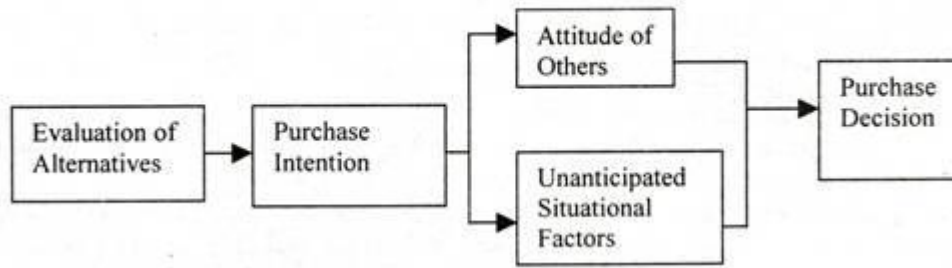 Evaluation of
Alternatives
Purchase
Intention
Attitude of
Others
Unanticipated
Situational
Factors
Purchase
Decision